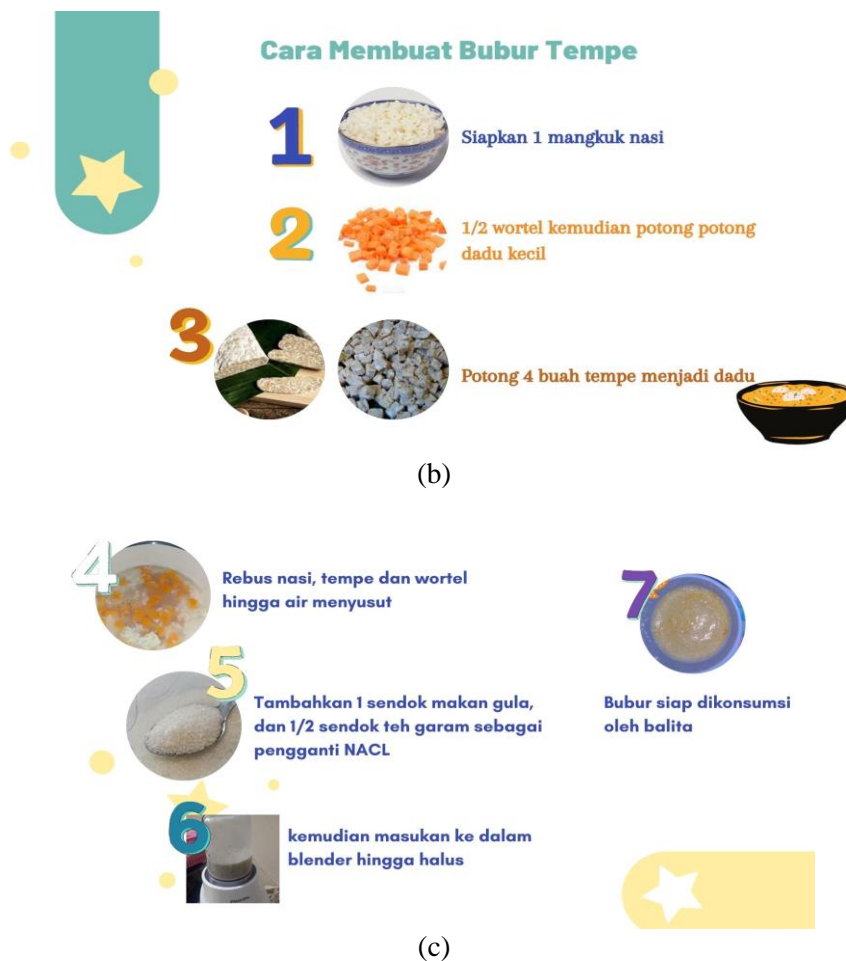 Cara Membuat Bubur Tempe
1
Siapkan 1 mangkuk nasi
2
1/2 wortel kemudian potong potong
dadu kecil
3
Potong 4 buah tempe menjadi dadu
(b)
4
Rebus nasi, tempe dan wortel
hingga air menyusut
5
Tambahkan 1 sendok makan gula,
dan 1/2 sendok teh garam sebagai
pengganti NACL
6
kemudian masukan ke dalam
blender hingga halus
7
Bubur siap dikonsumsi
oleh balita
(c)